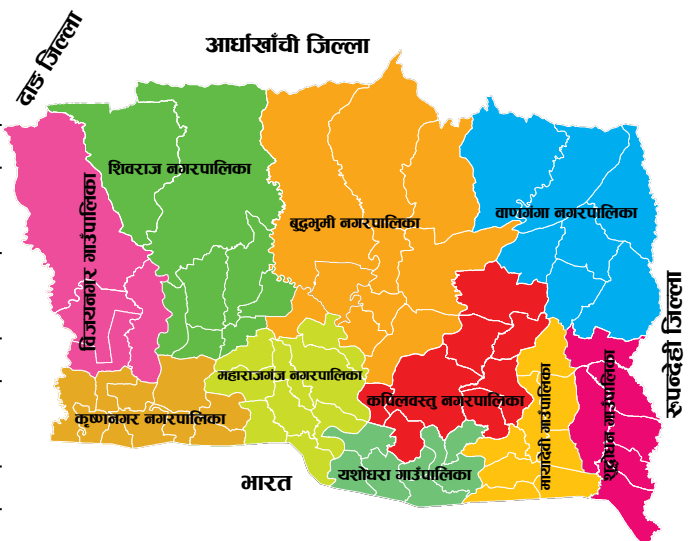 दाङ जिल्ला
आर्घाखाँची जिल्ला
शिवराज नगरपालिका
विजयनगर गाउँपालिका
बुद्धभुमी नगरपालिका
वाणगंगा नगरपालिका
रुपन्देही जिल्ला
महाराजगंज नगरपालिका
कपिलवस्तु नगरपालिका
मायादेवी गाउँपालिका
शुद्धोधन गाउँपालिका
कृष्णनगर नगरपालिका
यशोधरा गाउँपालिका
भारत